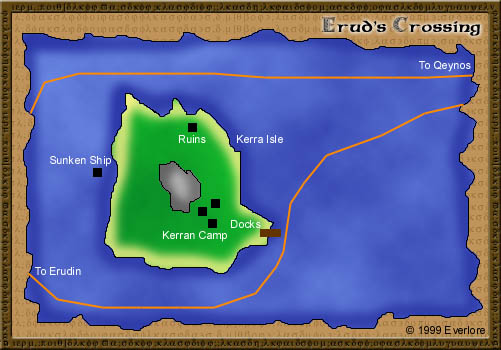 Erud's Crossing
To Qeynos
Ruins
Kerra Isle
Sunken Ship
Docks
Kerran Camp
To Erudin
© 1999 Everlore